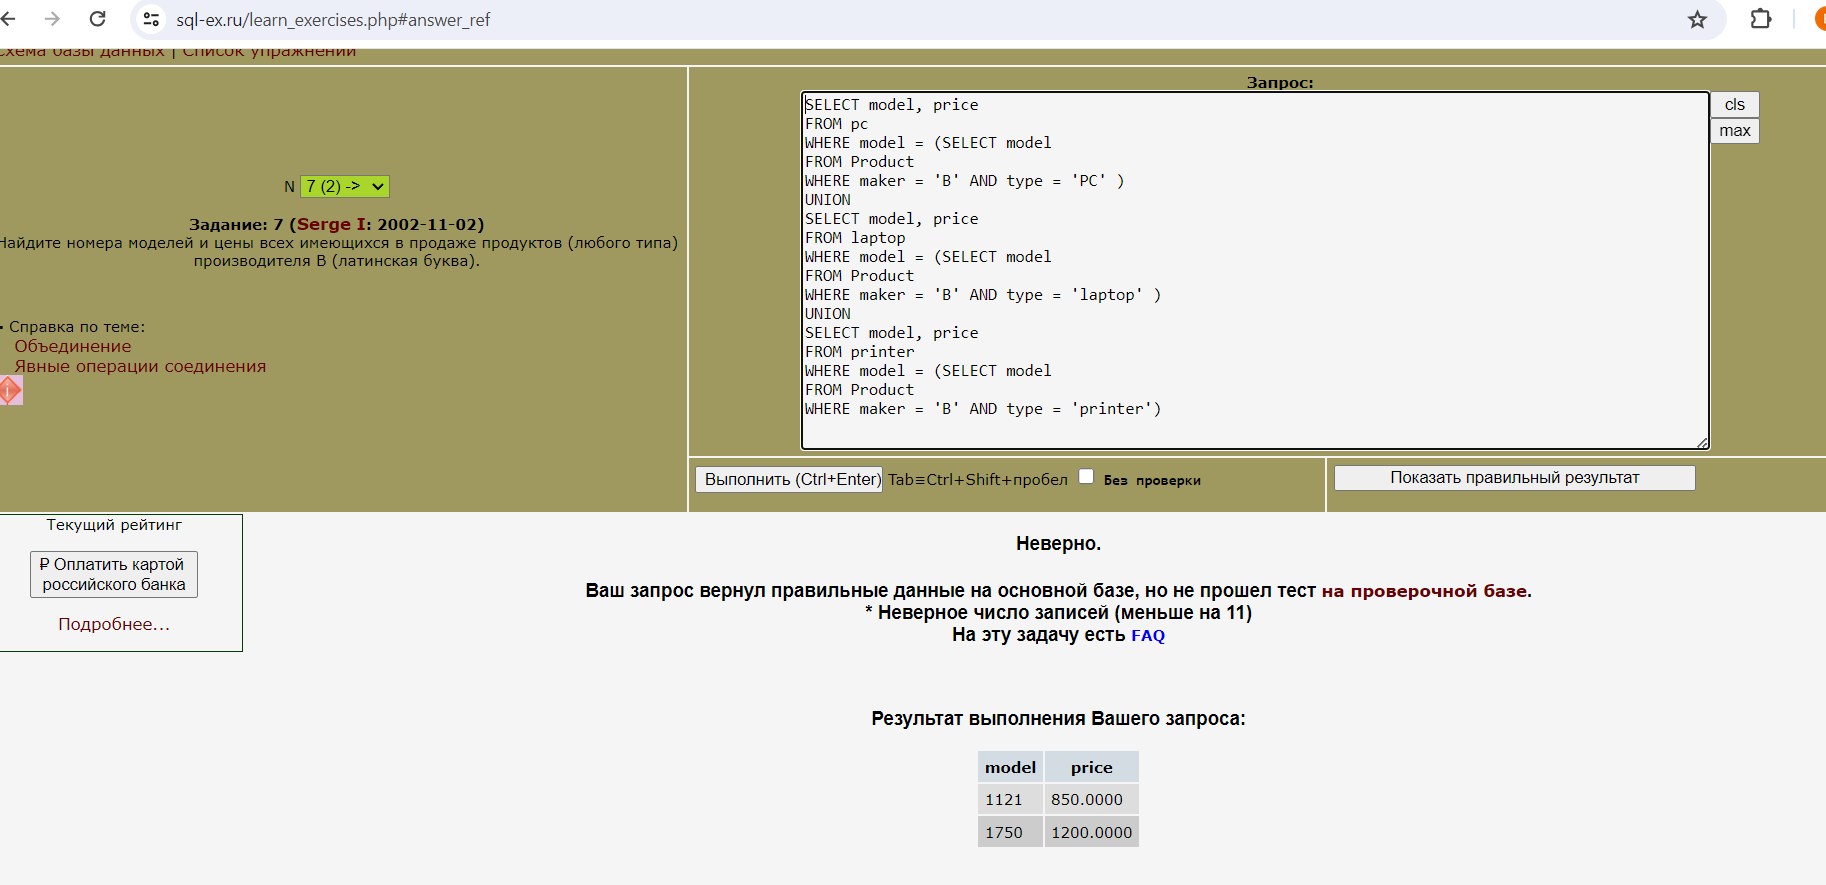 sql-ex.ru/learn_exercises.php#answer_ref
Схема базы данных | Список упражнений
Запрос:
SELECT model, price
FROM pc
WHERE model = (SELECT model
FROM Product
WHERE maker = 'B' AND type = 'PC' )
UNION
SELECT model, price
FROM laptop
WHERE model = (SELECT model
FROM Product
WHERE maker = 'B' AND type = 'laptop' )
UNION
SELECT model, price
FROM printer
WHERE model = (SELECT model
FROM Product
WHERE maker = 'B' AND type = 'printer')
cls
max
N 7 (2) ->
Задание: 7 (Serge I: 2002-11-02)
Найдите номера моделей и цены всех имеющихся в продаже продуктов (любого типа)
производителя B (латинская буква).
Справка по теме:
Объединение
Явные операции соединения
Выполнить (Ctrl+Enter) Tab≡Ctrl+Shift+пробел Без проверки
Показать правильный результат
Текущий рейтинг
₽ Оплатить картой
российского банка
Подробнее...
Неверно.
Ваш запрос вернул правильные данные на основной базе, но не прошел тест на проверочной базе.
* Неверное число записей (меньше на 11)
На эту задачу есть FAQ
Результат выполнения Вашего запроса:
model price
1121 850.0000
1750 1200.0000